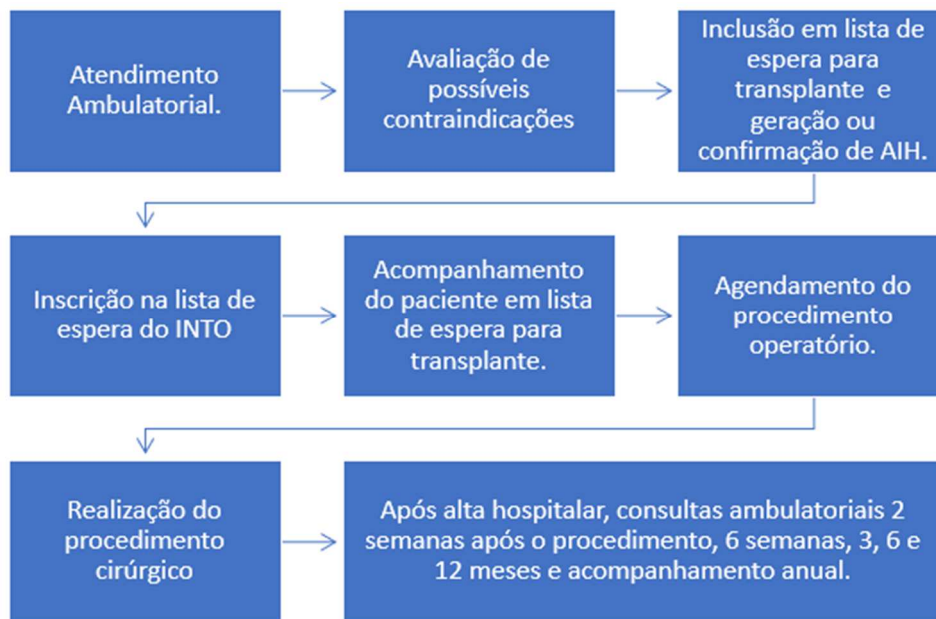 Atendimento
Ambulatorial.
Avaliação de
possíveis
contraindicações
Inclusão em lista de
espera para
transplante e
geração ou
confirmação de AIH.
Inscrição na lista de
espera do INTO
Acompanhamento
do paciente em lista
de espera para
transplante.
Agendamento do
procedimento
operatório.
Realização do
procedimento
cirúrgico
Após alta hospitalar, consultas ambulatoriais 2
semanas após o procedimento, 6 semanas, 3, 6 e
12 meses e acompanhamento anual.